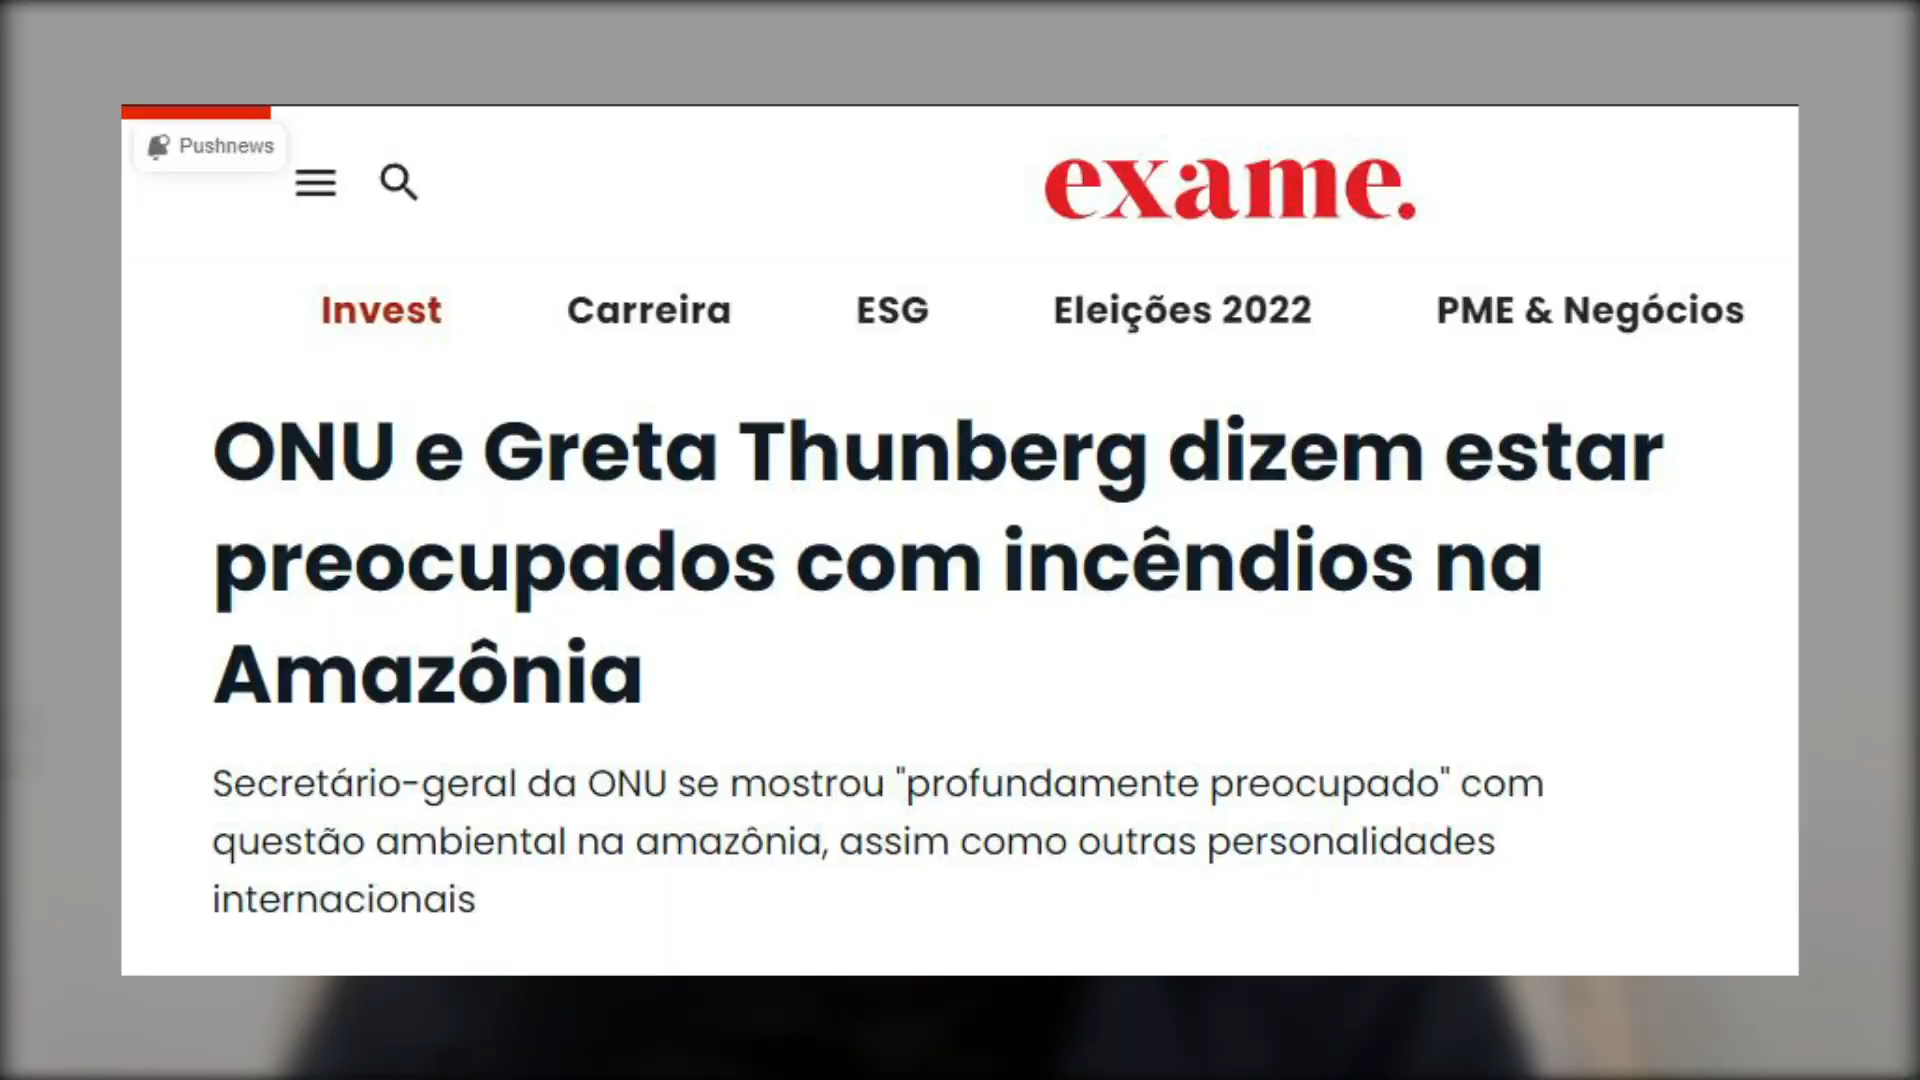 Pushnews
exame.
Invest Carreira ESG Eleições 2022 PME & Negócios
ONU e Greta Thunberg dizem estar
preocupados com incêndios na
Amazônia
Secretário-geral da ONU se mostrou "profundamente preocupado" com
questão ambiental na amazônia, assim como outras personalidades
internacionais